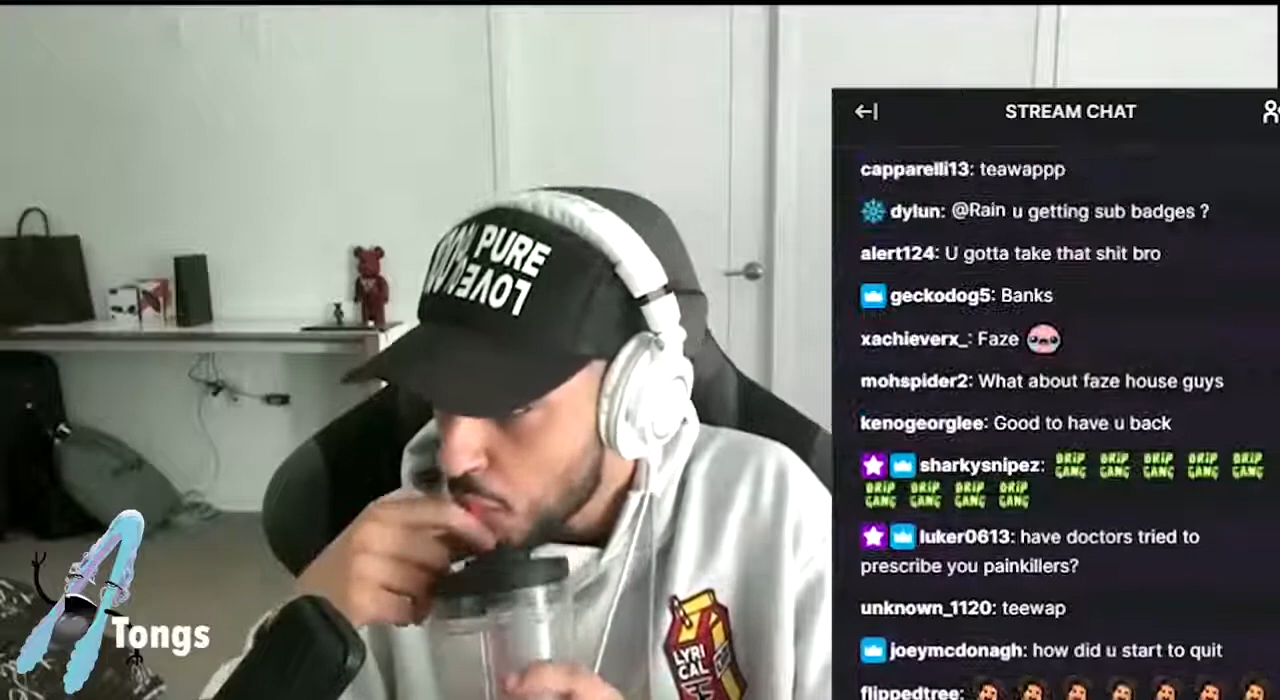 STREAM CHAT
capparelli13: teawappp
dylun: @Rain u getting sub badges ?
alert124: U gotta take that shit bro
geckodog5: Banks
xachieverx_: Faze
mohspider2: What about faze house guys
kenogeorglee: Good to have u back
sharkysnipez: DRIP GANG DRIP GANG DRIP GANG DRIP GANG DRIP GANG
DRIP GANG DRIP GANG DRIP GANG DRIP GANG
luker0613: have doctors tried to
prescribe you painkillers?
unknown_1120: teewap
joeymcdonagh: how did u start to quit
flippedtree:
PURE
LOVE
LYRI
CAL
Tongs